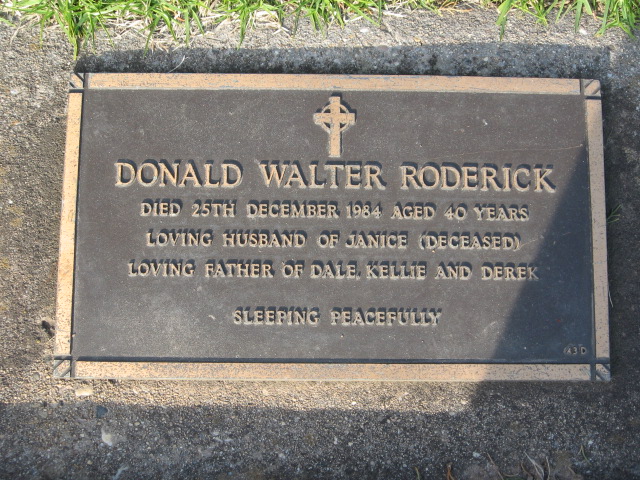 DONALD WALTER RODERICK
DIED 25TH DECEMBER 1984 AGED 40 YEARS
LOVING HUSBAND OF JANICE (DECEASED)
LOVING FATHER OF DALE, KELLIE AND DEREK
SLEEPING PEACEFULLY